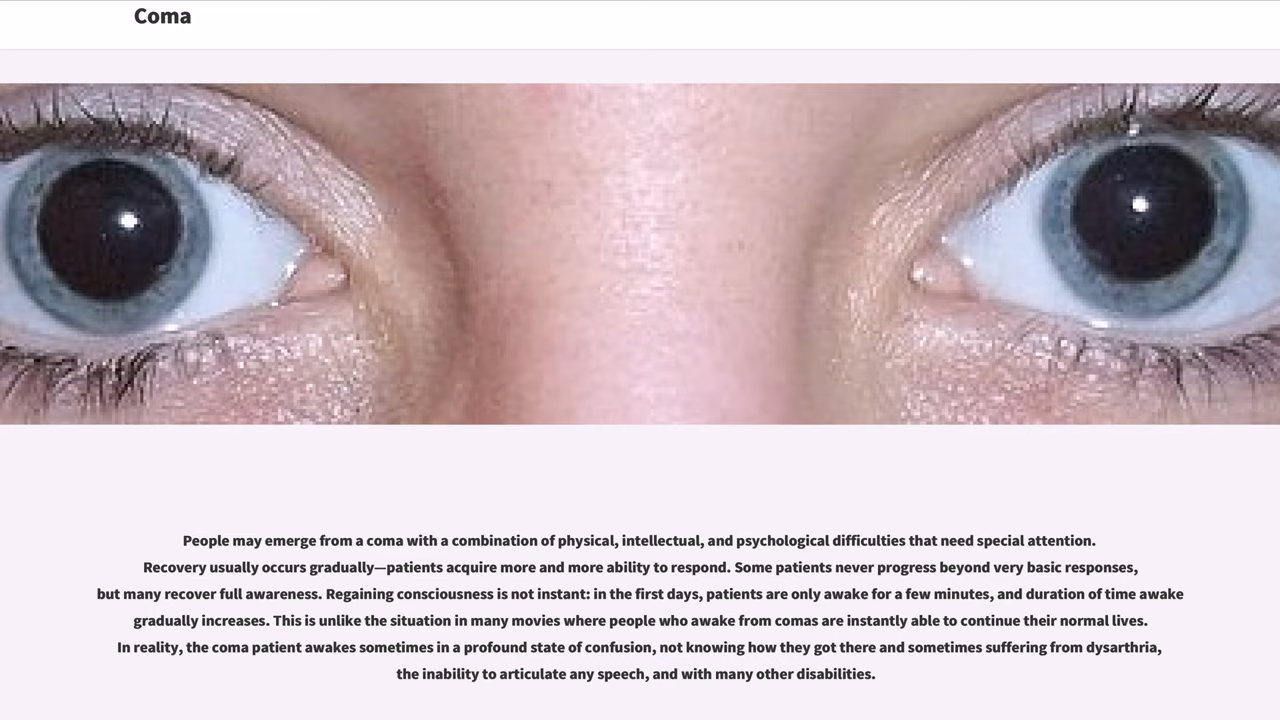 Coma
People may emerge from a coma with a combination of physical, intellectual, and psychological difficulties that need special attention.
Recovery usually occurs gradually—patients acquire more and more ability to respond. Some patients never progress beyond very basic responses,
but many recover full awareness. Regaining consciousness is not instant: in the first days, patients are only awake for a few minutes, and duration of time awake
gradually increases. This is unlike the situation in many movies where people who awake from comas are instantly able to continue their normal lives.
In reality, the coma patient awakes sometimes in a profound state of confusion, not knowing how they got there and sometimes suffering from dysarthria,
the inability to articulate any speech, and with many other disabilities.